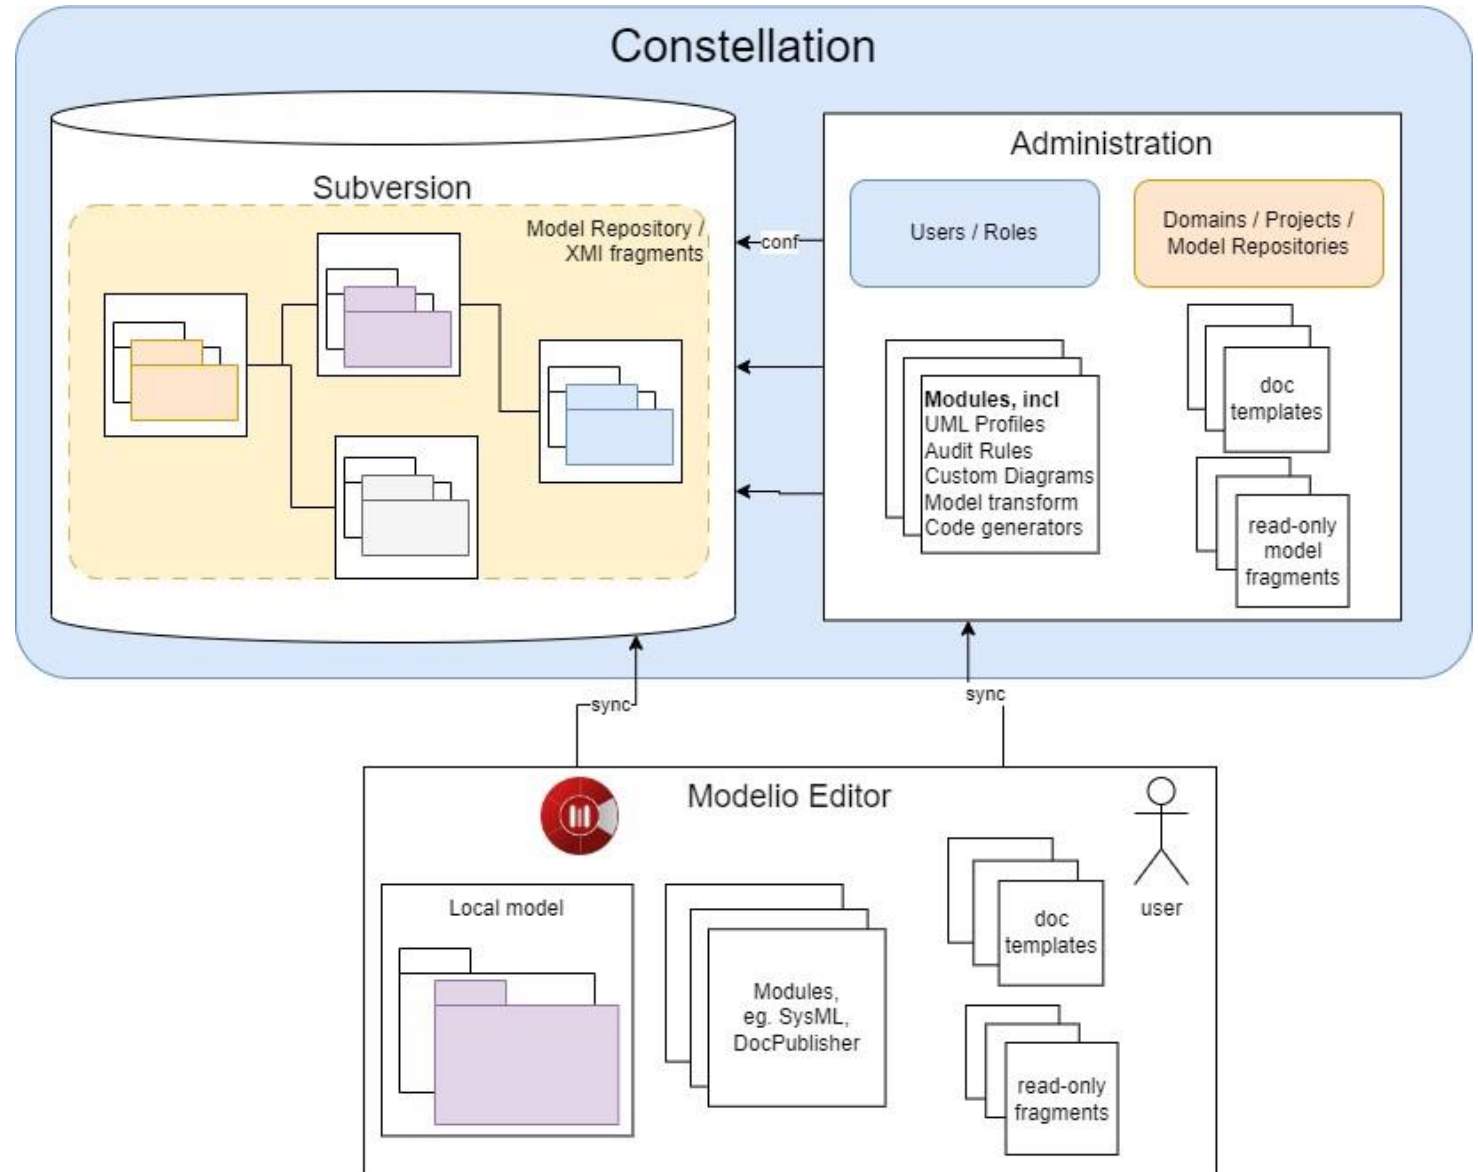 Constellation
Subversion
Model Repository /
XMI fragments
conf
Administration
Users / Roles
Domains / Projects /
Model Repositories
Modules, incl
UML Profiles
Audit Rules
Custom Diagrams
Model transform
Code generators
doc
templates
read-only
model
fragments
sync
sync
Modelio Editor
Local model
Modules,
eg. SysML,
DocPublisher
doc
templates
user
read-only
fragments